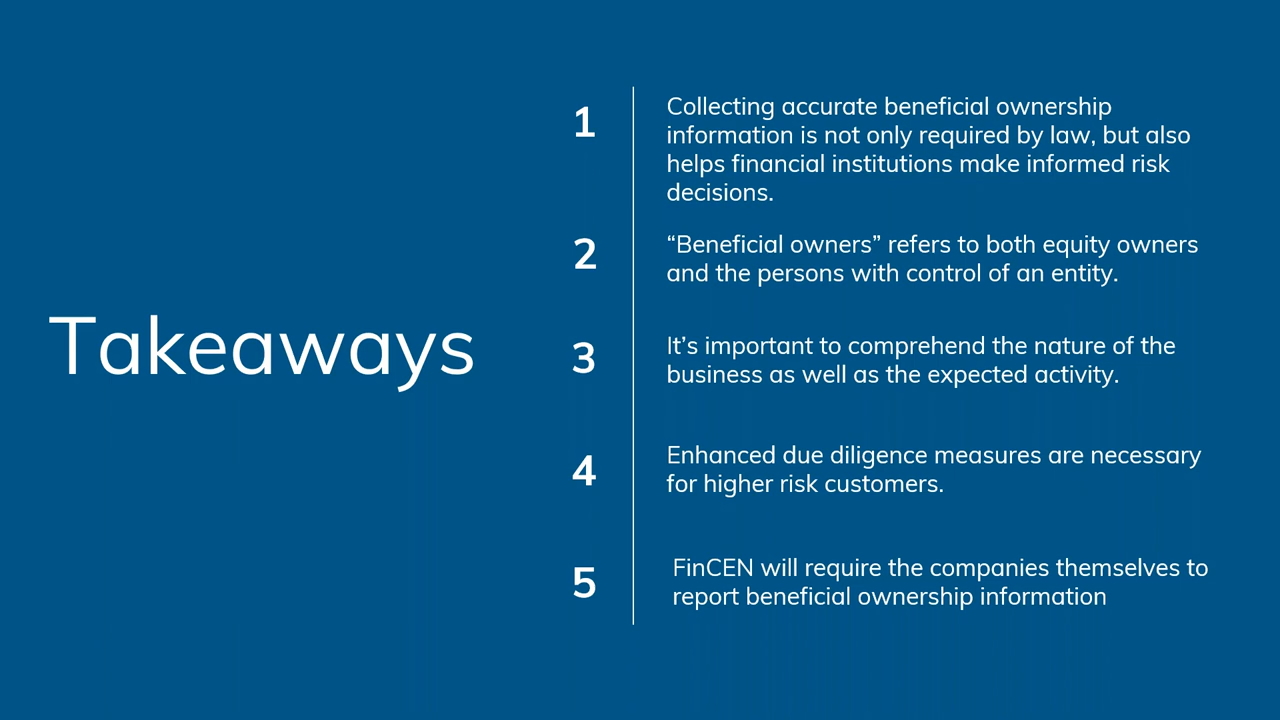 Takeaways
1
Collecting accurate beneficial ownership
information is not only required by law, but also
helps financial institutions make informed risk
decisions.
2
“Beneficial owners” refers to both equity owners
and the persons with control of an entity.
3
It’s important to comprehend the nature of the
business as well as the expected activity.
4
Enhanced due diligence measures are necessary
for higher risk customers.
5
FinCEN will require the companies themselves to
report beneficial ownership information